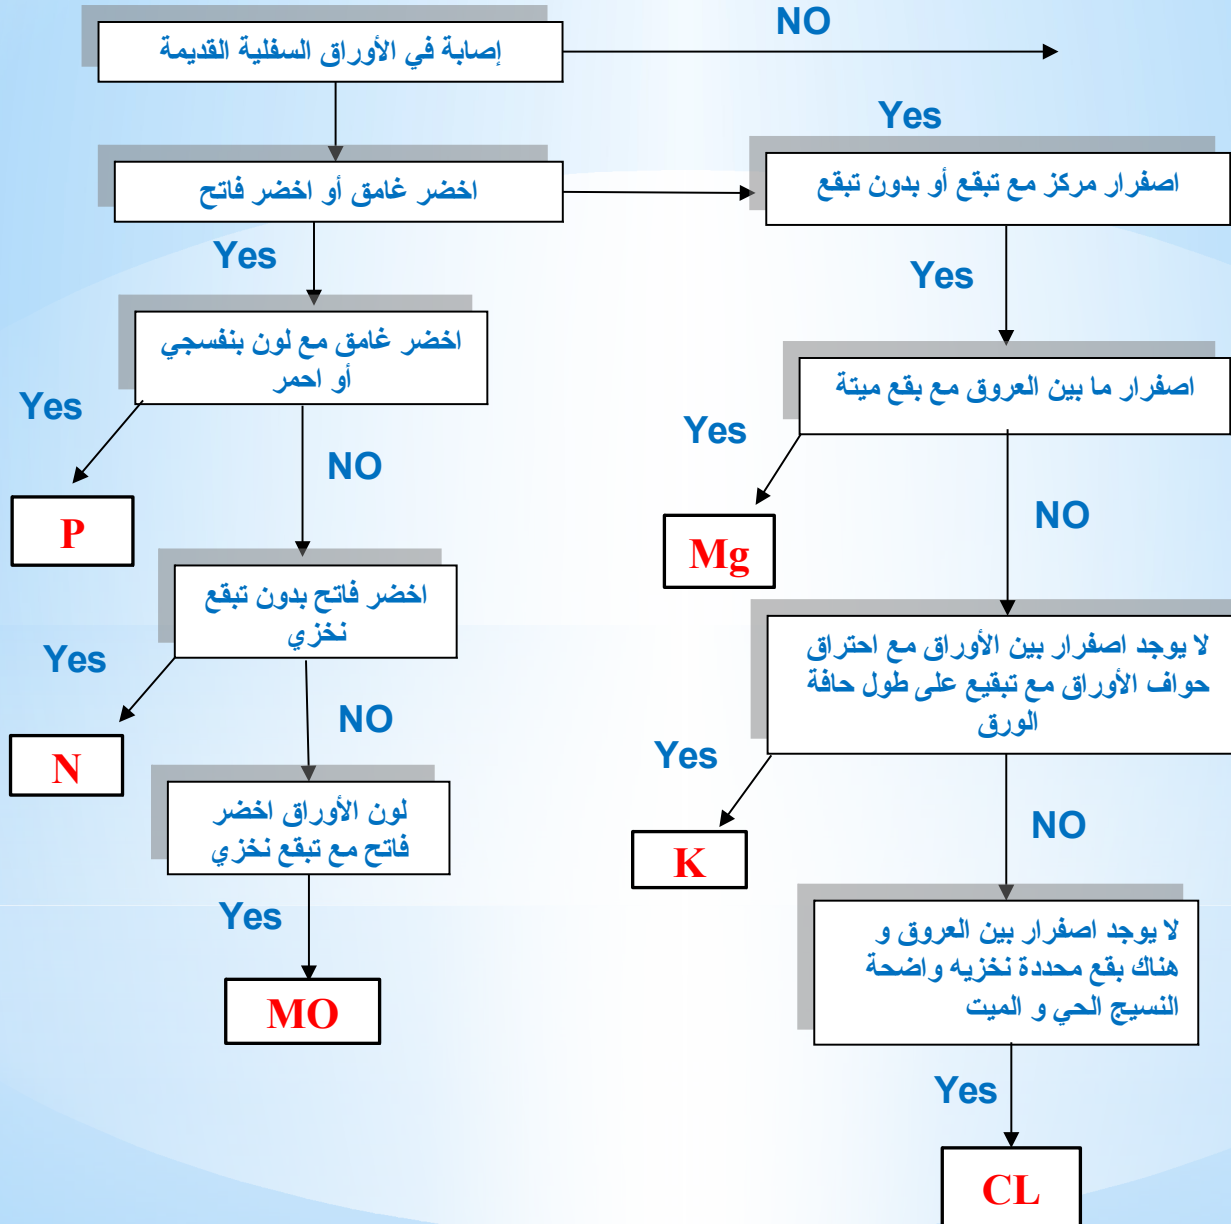 NO
إصابة في الأوراق السفلية القديمة
Yes
اصفرار مركز مع تبقع أو بدون تبقع
اخضر غامق أو اخضر فاتح
Yes
Yes
اخضر غامق مع لون بنفسجي
أو احمر
اصفرار ما بين العروق مع بقع ميتة
Yes
Yes
NO
P
NO
Mg
اخضر فاتح بدون تبقع
نخزي
لا يوجد اصفرار بين الأوراق مع احتراق
حواف الأوراق مع تبقيع على طول حافة
الورق
Yes
NO
Yes
N
لون الأوراق اخضر
فاتح مع تبقع نخزي
NO
K
Yes
لا يوجد اصفرار بين العروق و
هناك بقع محددة نخزيه واضحة
النسيج الحي و الميت
MO
Yes
CL